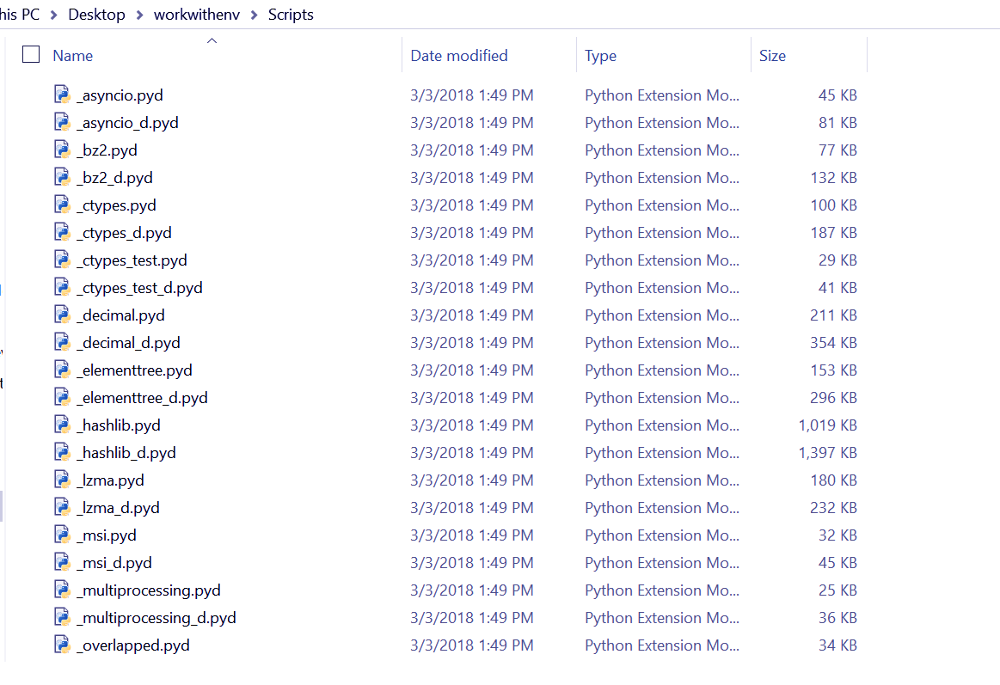 his PC > Desktop > workwithenv > Scripts
Name Date modified Type Size
_asyncio.pyd 3/3/2018 1:49 PM Python Extension Mo... 45 KB
_asyncio_d.pyd 3/3/2018 1:49 PM Python Extension Mo... 81 KB
_bz2.pyd 3/3/2018 1:49 PM Python Extension Mo... 77 KB
_bz2_d.pyd 3/3/2018 1:49 PM Python Extension Mo... 132 KB
_ctypes.pyd 3/3/2018 1:49 PM Python Extension Mo... 100 KB
_ctypes_d.pyd 3/3/2018 1:49 PM Python Extension Mo... 187 KB
_ctypes_test.pyd 3/3/2018 1:49 PM Python Extension Mo... 29 KB
_ctypes_test_d.pyd 3/3/2018 1:49 PM Python Extension Mo... 41 KB
_decimal.pyd 3/3/2018 1:49 PM Python Extension Mo... 211 KB
_decimal_d.pyd 3/3/2018 1:49 PM Python Extension Mo... 354 KB
_elementtree.pyd 3/3/2018 1:49 PM Python Extension Mo... 153 KB
_elementtree_d.pyd 3/3/2018 1:49 PM Python Extension Mo... 296 KB
_hashlib.pyd 3/3/2018 1:49 PM Python Extension Mo... 1,019 KB
_hashlib_d.pyd 3/3/2018 1:49 PM Python Extension Mo... 1,397 KB
_lzma.pyd 3/3/2018 1:49 PM Python Extension Mo... 180 KB
_lzma_d.pyd 3/3/2018 1:49 PM Python Extension Mo... 232 KB
_msi.pyd 3/3/2018 1:49 PM Python Extension Mo... 32 KB
_msi_d.pyd 3/3/2018 1:49 PM Python Extension Mo... 45 KB
_multiprocessing.pyd 3/3/2018 1:49 PM Python Extension Mo... 25 KB
_multiprocessing_d.pyd 3/3/2018 1:49 PM Python Extension Mo... 36 KB
_overlapped.pyd 3/3/2018 1:49 PM Python Extension Mo... 34 KB